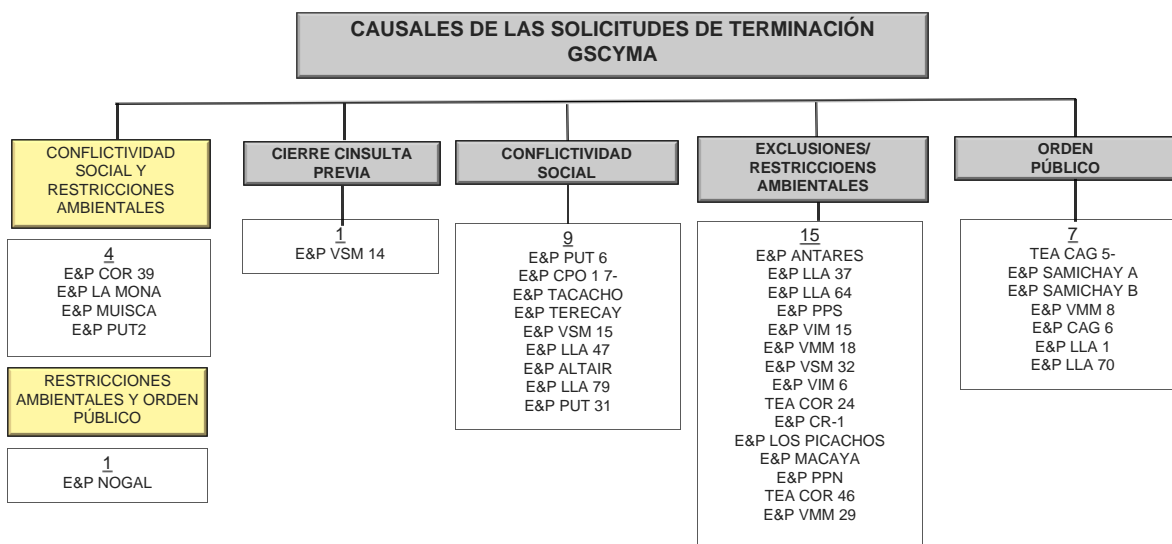 CAUSALES DE LAS SOLICITUDES DE TERMINACIÓN
GSCYMA
CONFLICTIVIDAD
SOCIAL Y
RESTRICCIONES
AMBIENTALES
4
E&P COR 39
E&P LA MONA
E&P MUISCA
E&P PUT2
RESTRICCIONES
AMBIENTALES Y ORDEN
PÚBLICO
1
E&P NOGAL
CIERRE CINSULTA
PREVIA
1
E&P VSM 14
CONFLICTIVIDAD
SOCIAL
9
E&P PUT 6
E&P CPO 1 7-
E&P TACACHO
E&P TERECAY
E&P VSM 15
E&P LLA 47
E&P ALTAIR
E&P LLA 79
E&P PUT 31
EXCLUSIONES/
RESTRICCIOENS
AMBIENTALES
15
E&P ANTARES
E&P LLA 37
E&P LLA 64
E&P PPS
E&P VIM 15
E&P VMM 18
E&P VSM 32
E&P VIM 6
TEA COR 24
E&P CR-1
E&P LOS PICACHOS
E&P MACAYA
E&P PPN
TEA COR 46
E&P VMM 29
ORDEN
PÚBLICO
7
TEA CAG 5-
E&P SAMICHAY A
E&P SAMICHAY B
E&P VMM 8
E&P CAG 6
E&P LLA 1
E&P LLA 70